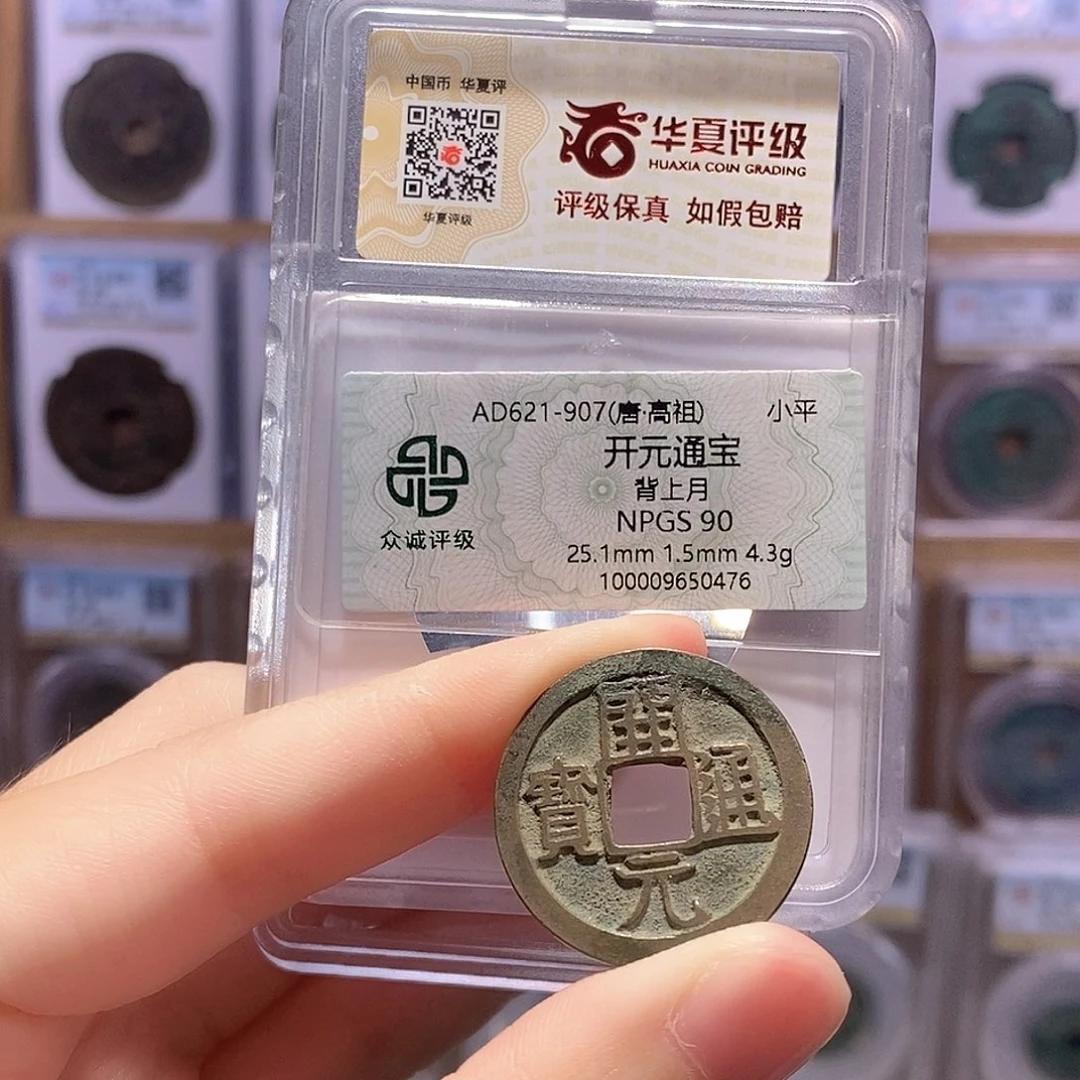 中国币 华夏评
华夏评级
华夏评级
HUAXIA COIN GRADING
评级保真 如假包赔
AD621-907(唐·高祖) 小平
开元通宝
背上月
NPGS 90
25.1mm 1.5mm 4.3g
100009650476
众诚评级
開元通寶